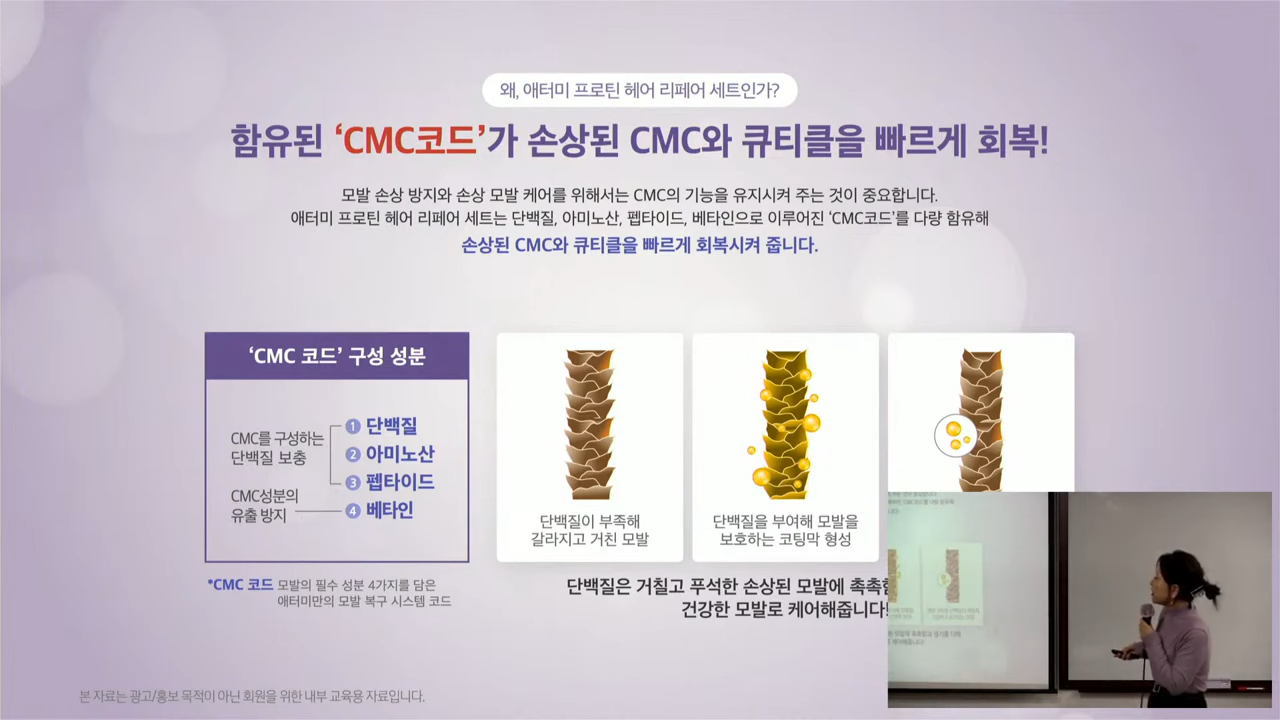 왜, 애터미 프로틴 헤어 리페어 세트인가?
함유된 ‘CMC코드’가 손상된 CMC와 큐티클을 빠르게 회복!
모발 손상 방지와 손상 모발 케어를 위해서는 CMC의 기능을 유지시켜 주는 것이 중요합니다.
애터미 프로틴 헤어 리페어 세트는 단백질, 아미노산, 펩타이드, 베타인으로 이루어진 ‘CMC코드’를 다량 함유해
손상된 CMC와 큐티클을 빠르게 회복시켜 줍니다.
‘CMC 코드’ 구성 성분
CMC를 구성하는
단백질 보충
1 단백질
2 아미노산
3 펩타이드
CMC성분의
유출 방지
4 베타인
*CMC 코드 모발의 필수 성분 4가지를 담은
애터미만의 모발 복구 시스템 코드
단백질이 부족해
갈라지고 거친 모발
단백질을 부여해 모발을
보호하는 코팅막 형성
단백질은 거칠고 푸석한 손상된 모발에
건강한 모발로 케어해줍니다!
본 자료는 광고/홍보 목적이 아닌 회원을 위한 내부 교육용 자료입니다.